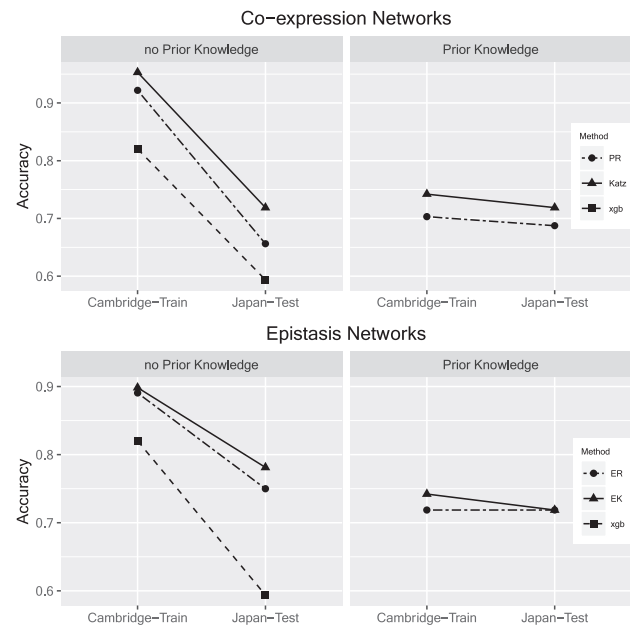 Co−expression Networks
no Prior Knowledge
Prior Knowledge
Accuracy
0.9
0.8
0.7
0.6
Cambridge−Train
Japan−Test
Cambridge−Train
Japan−Test
Method
PR
Katz
xgb
Epistasis Networks
no Prior Knowledge
Prior Knowledge
Accuracy
0.9
0.8
0.7
0.6
Cambridge−Train
Japan−Test
Cambridge−Train
Japan−Test
Method
ER
EK
xgb